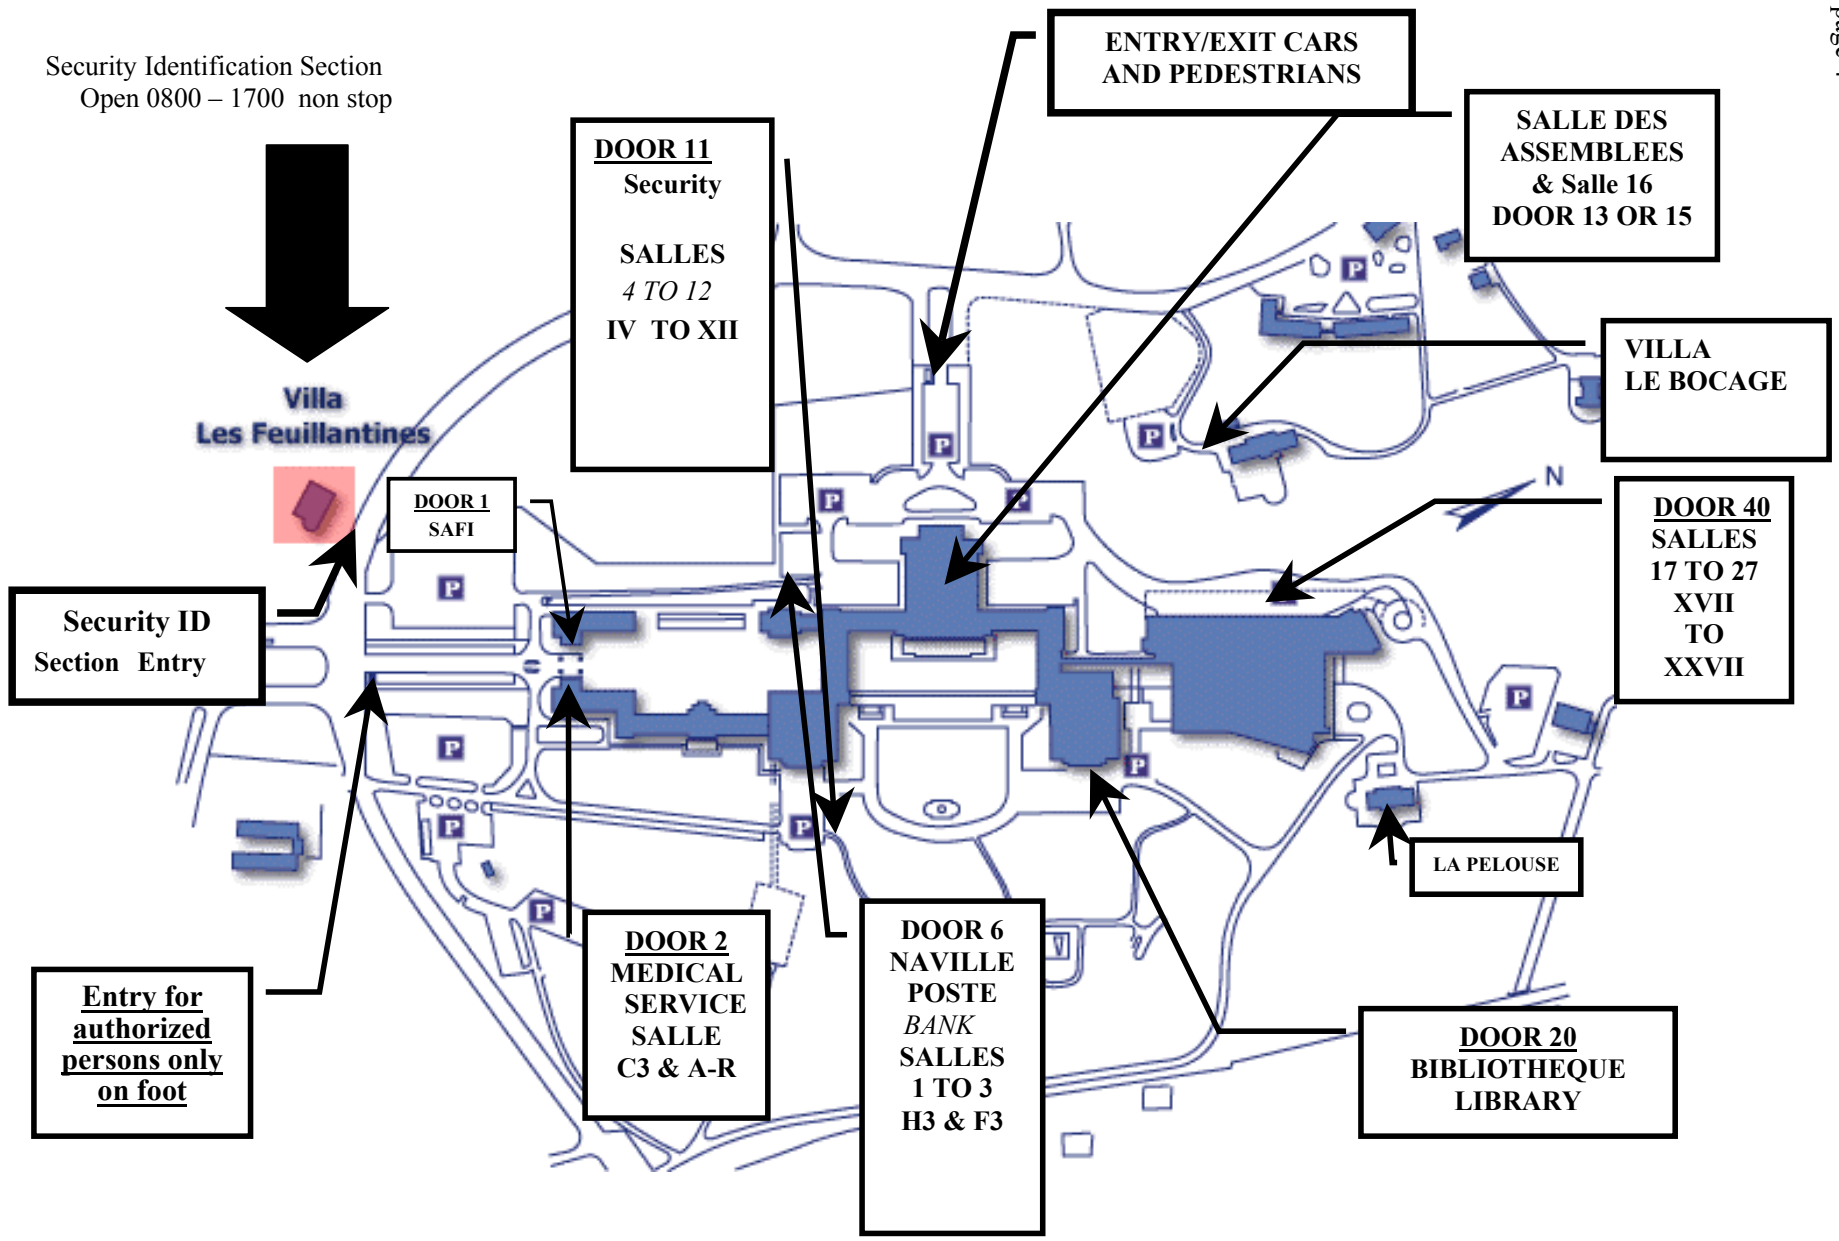 Security Identification Section
Open 0800 – 1700 non stop
ENTRY/EXIT CARS
AND PEDESTRIANS
SALLE DES
ASSEMBLEES
& Salle 16
DOOR 13 OR 15
DOOR 11
Security
SALLES
4 TO 12
IV TO XII
VILLA
LE BOCAGE
Villa
Les Feuillantines
DOOR 1
SAFI
N
DOOR 40
SALLES
17 TO 27
XVII
TO
XXVII
Security ID
Section Entry
P
P
P
P
P
P
P
P
P
P
P
P
LA PELOUSE
DOOR 2
MEDICAL
SERVICE
SALLE
C3 & A-R
DOOR 6
NAVILLE
POSTE
BANK
SALLES
1 TO 3
H3 & F3
Entry for
authorized
persons only
on foot
DOOR 20
BIBLIOTHEQUE
LIBRARY